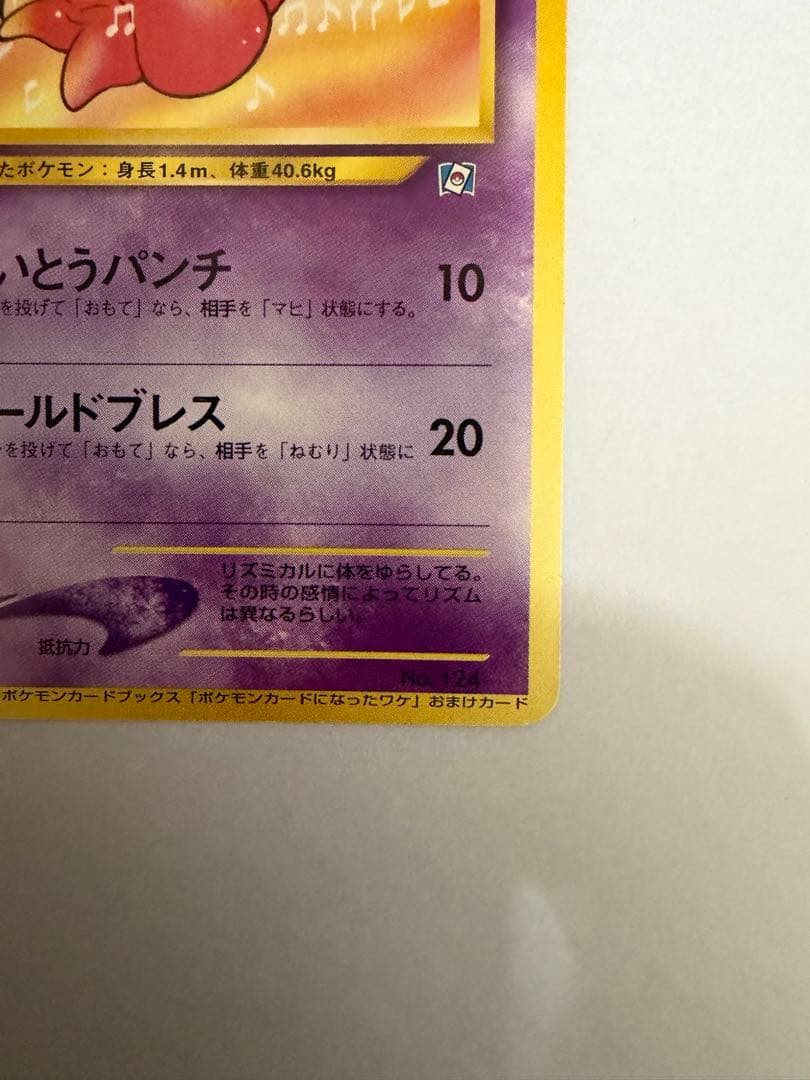 たポケモン：身長1.4m、体重40.6kg
いとうパンチ 10
を投げて「おもて」なら、相手を「マヒ」状態にする。
ールドブレス 20
を投げて「おもて」なら、相手を「ねむり」状態に
リズミカルに体をゆらしてる。
その時の感情によってリズム
は異なるらしい。
抵抗力
No. 124
ポケモンカードブックス「ポケモンカードになったワケ」おまけカード